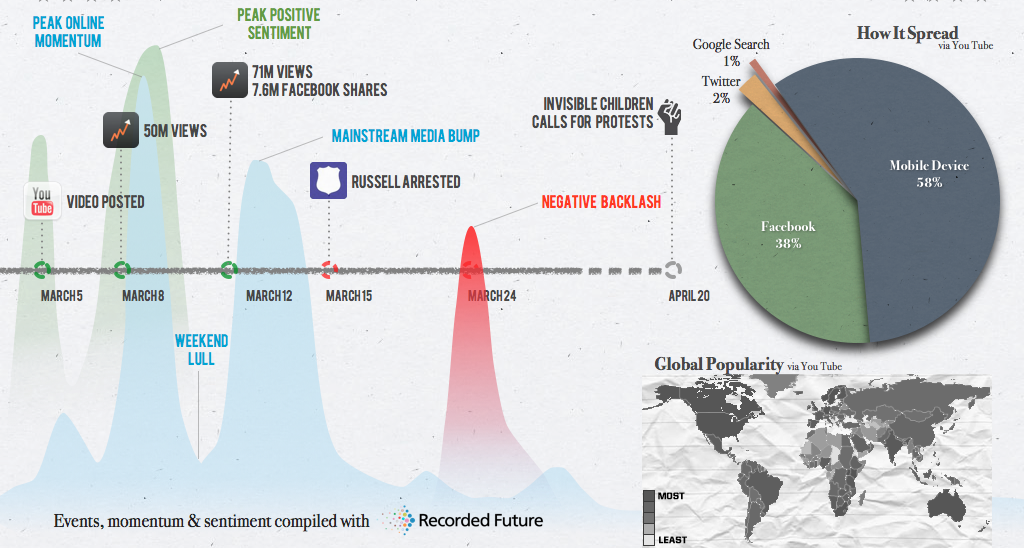 PEAK ONLINE
MOMENTUM
PEAK POSITIVE
SENTIMENT
71M VIEWS
7.6M FACEBOOK SHARES
50M VIEWS
You
Tube
VIDEO POSTED
MAINSTREAM MEDIA BUMP
RUSSELL ARRESTED
INVISIBLE CHILDREN
CALLS FOR PROTESTS
NEGATIVE BACKLASH
MARCH 5
MARCH 8
MARCH 12
MARCH 15
MARCH 24
APRIL 20
WEEKEND
LULL
Events, momentum & sentiment compiled with
Recorded Future
How It Spread
via You Tube
Google Search
1%
Twitter
2%
Mobile Device
58%
Facebook
38%
Global Popularity via You Tube
MOST
LEAST